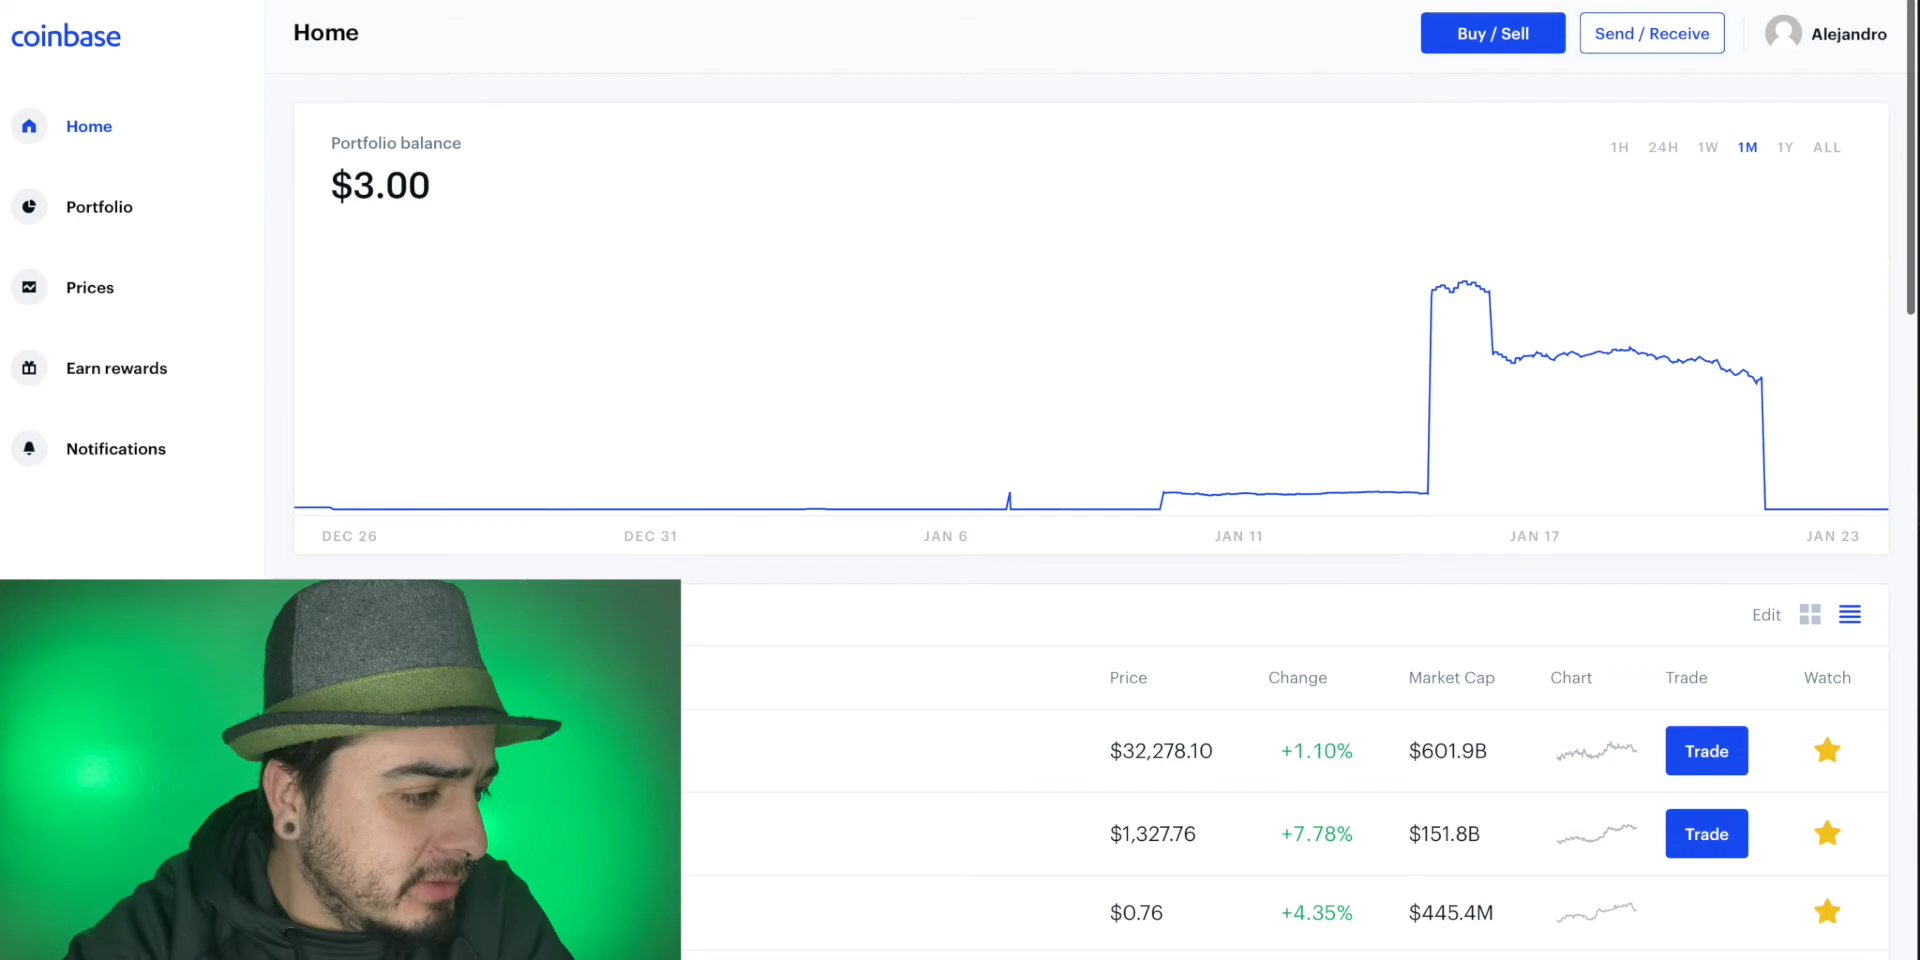 coinbase
Home
Buy / Sell
Send / Receive
Alejandro
Home
Portfolio
Prices
Earn rewards
Notifications
Portfolio balance
$3.00
1H 24H 1W 1M 1Y ALL
DEC 26 DEC 31 JAN 6 JAN 11 JAN 17 JAN 23
Edit
Price Change Market Cap Chart Trade Watch
$32,278.10 +1.10% $601.9B Trade
$1,327.76 +7.78% $151.8B Trade
$0.76 +4.35% $445.4M